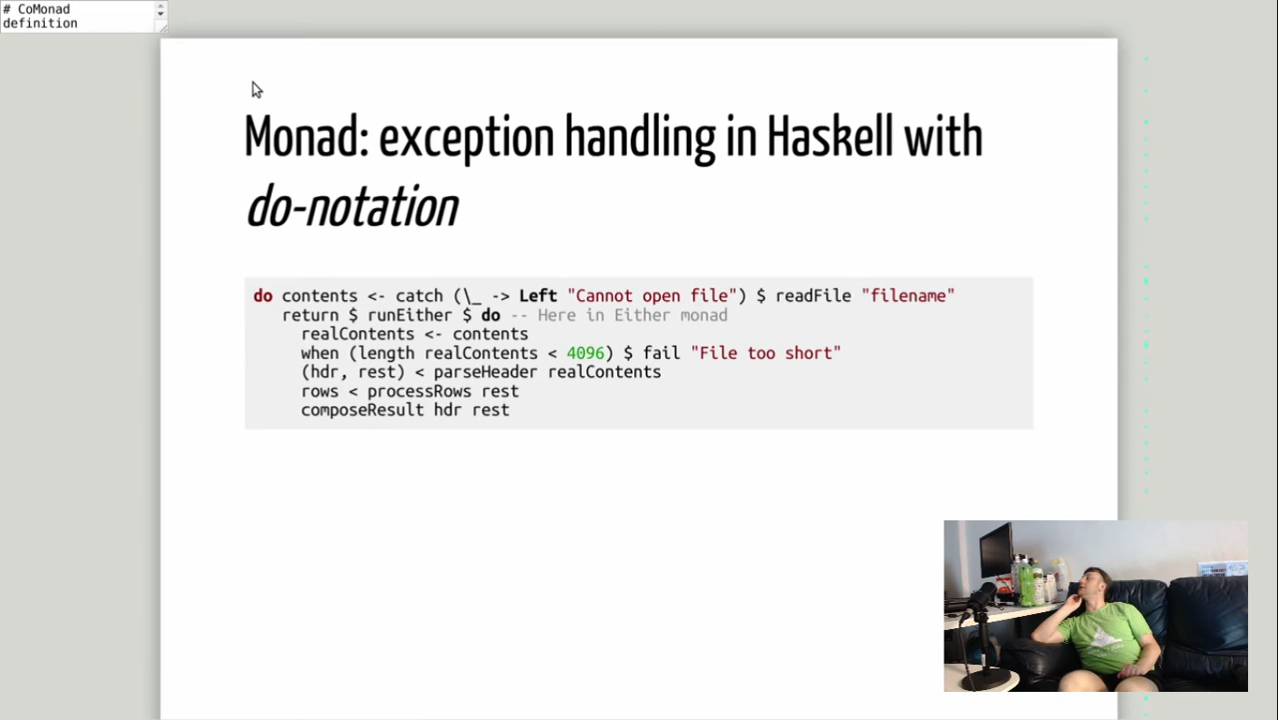 # CoMonad
definition
Monad: exception handling in Haskell with
do-notation
do contents <- catch (\_ -> Left "Cannot open file") $ readFile "filename"
return $ runEither $ do -- Here in Either monad
realContents <- contents
when (length realContents < 4096) $ fail "File too short"
(hdr, rest) < parseHeader realContents
rows < processRows rest
composeResult hdr rest